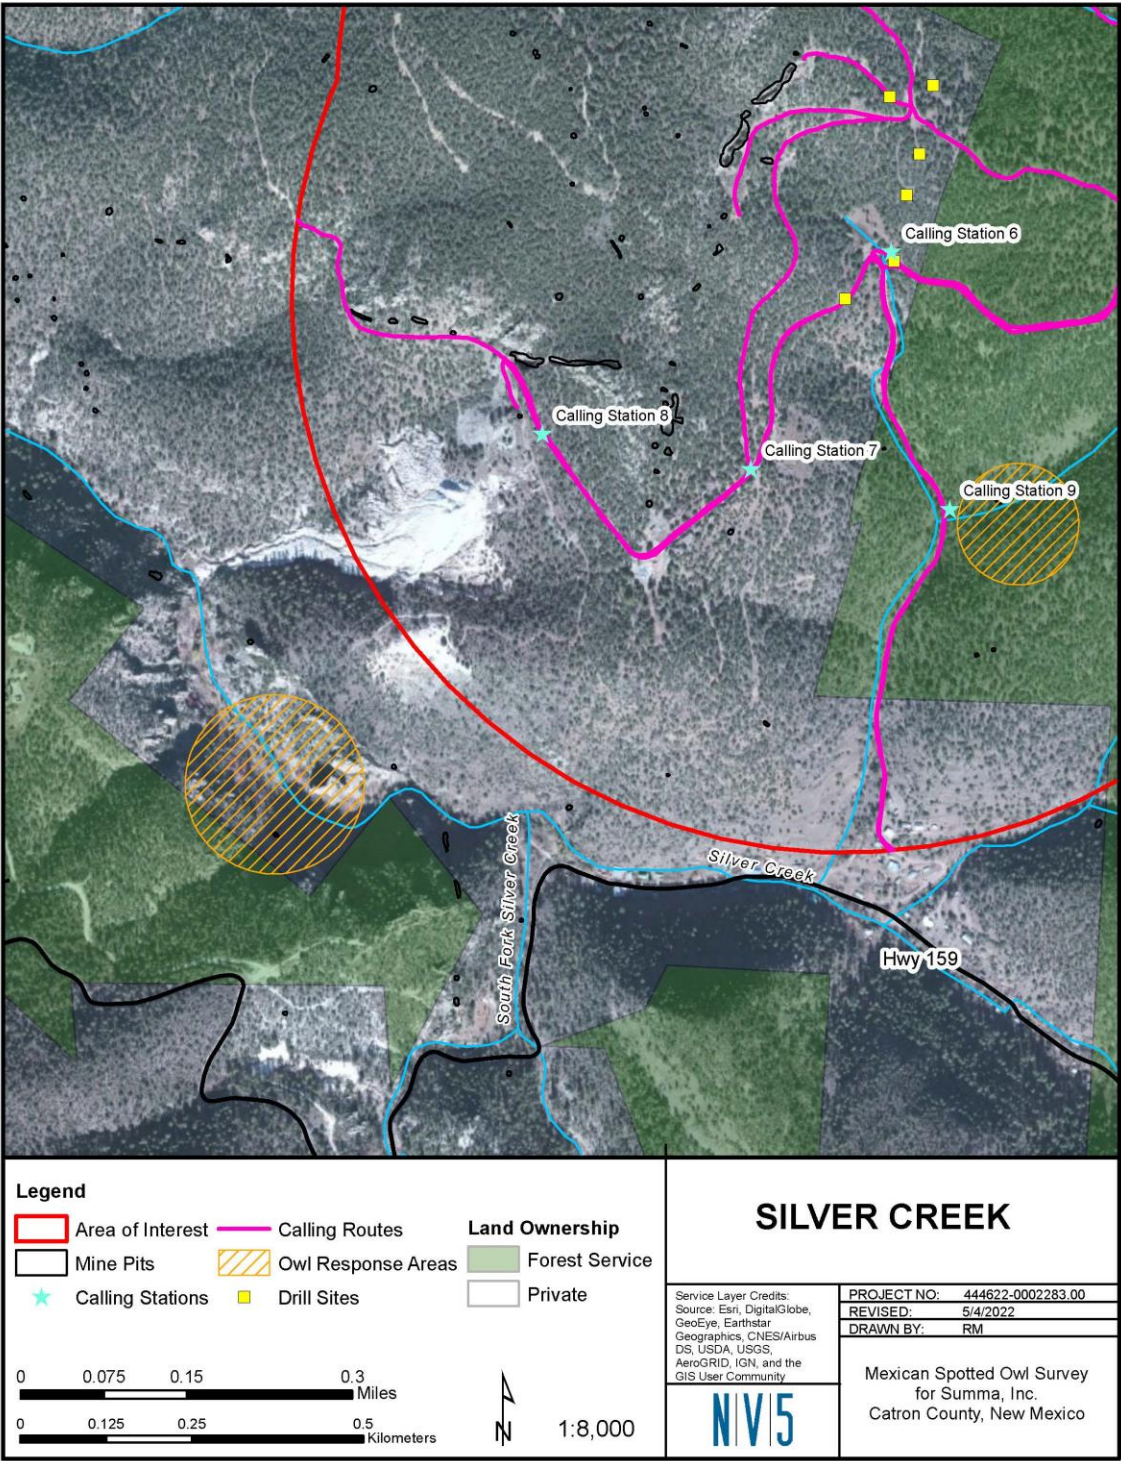 Calling Station 6
Calling Station 8
Calling Station 7
Calling Station 9
South Fork Silver Creek
Silver Creek
Hwy 159
Legend
Area of Interest
Calling Routes
Mine Pits
Owl Response Areas
Calling Stations
Drill Sites
Land Ownership
Forest Service
Private
0 0.075 0.15 0.3
Miles
0 0.125 0.25 0.5
Kilometers
N
1:8,000
SILVER CREEK
Service Layer Credits:
Source: Esri, DigitalGlobe,
GeoEye, Earthstar
Geographics, CNES/Airbus
DS, USDA, USGS,
AeroGRID, IGN, and the
GIS User Community
NV5
PROJECT NO: 444622-0002283.00
REVISED: 5/4/2022
DRAWN BY: RM
Mexican Spotted Owl Survey
for Summa, Inc.
Catron County, New Mexico